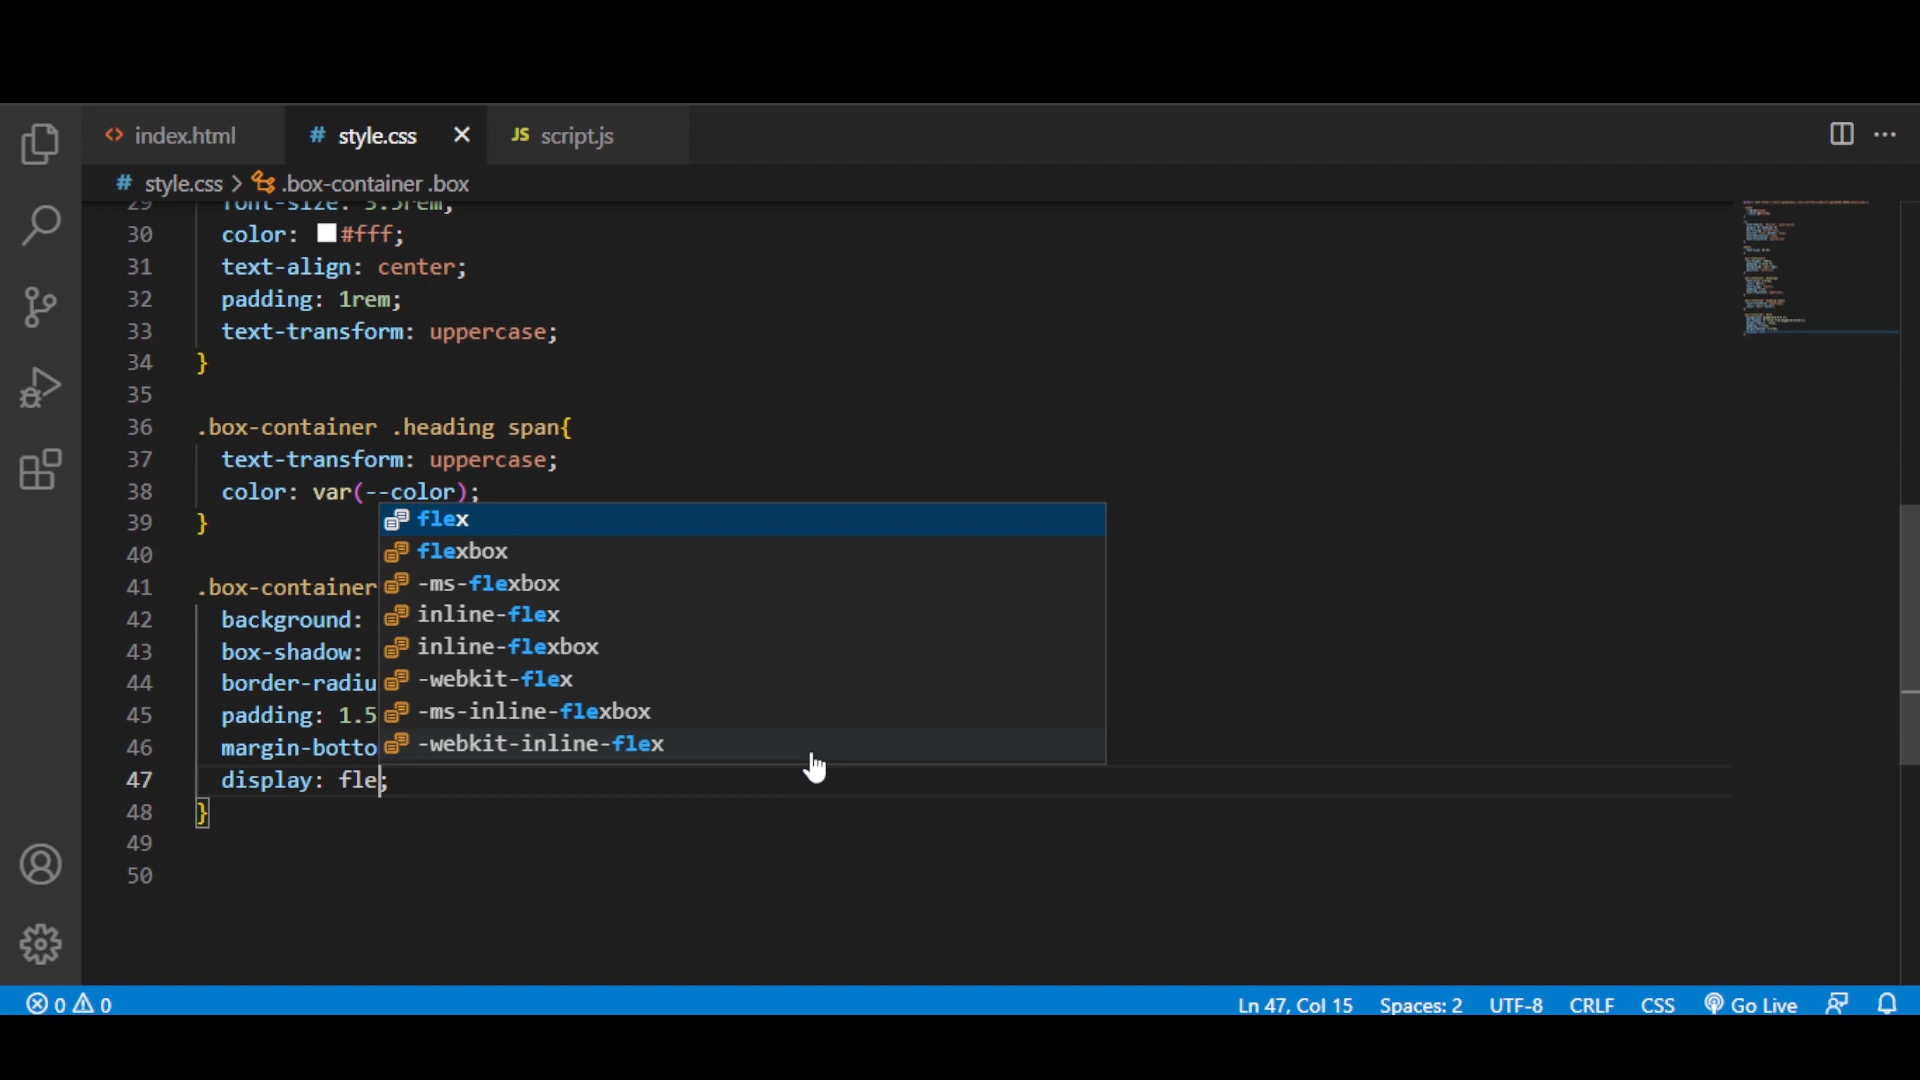 index.html
style.css
JS script.js
style.css > .box-container .box
29 font-size: 3.5rem;
30 color: #fff;
31 text-align: center;
32 padding: 1rem;
33 text-transform: uppercase;
34 }
35
36 .box-container .heading span{
37 text-transform: uppercase;
38 color: var(--color);
39 }
40
41 .box-container
42 background:
43 box-shadow:
44 border-radiu
45 padding: 1.5
46 margin-botto
47 display: fle;
48 }
49
50
flex
flexbox
-ms-flexbox
inline-flex
inline-flexbox
-webkit-flex
-ms-inline-flexbox
-webkit-inline-flex
0 0
Ln 47, Col 15 Spaces: 2 UTF-8 CRLF CSS Go Live